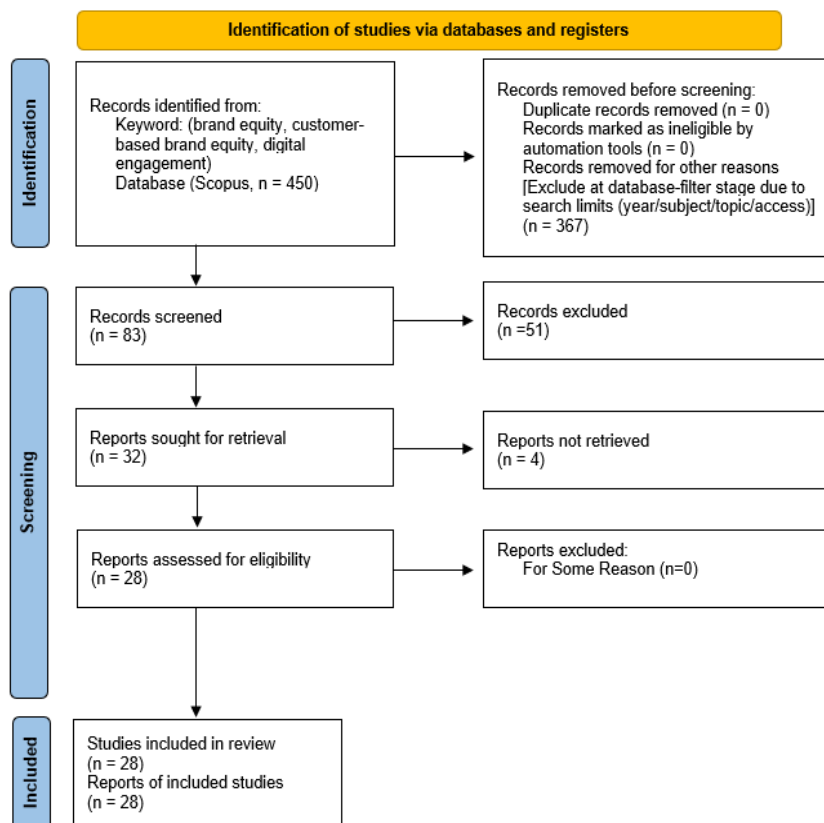 Identification of studies via databases and registers
Identification
Records identified from:
Keyword: (brand equity, customer-
based brand equity, digital
engagement)
Database (Scopus, n = 450)
Records removed before screening:
Duplicate records removed (n = 0)
Records marked as ineligible by
automation tools (n = 0)
Records removed for other reasons
[Exclude at database-filter stage due to
search limits (year/subject/topic/access)]
(n = 367)
Screening
Records screened
(n = 83)
Records excluded
(n =51)
Reports sought for retrieval
(n = 32)
Reports not retrieved
(n = 4)
Reports assessed for eligibility
(n = 28)
Reports excluded:
For Some Reason (n=0)
Included
Studies included in review
(n = 28)
Reports of included studies
(n = 28)